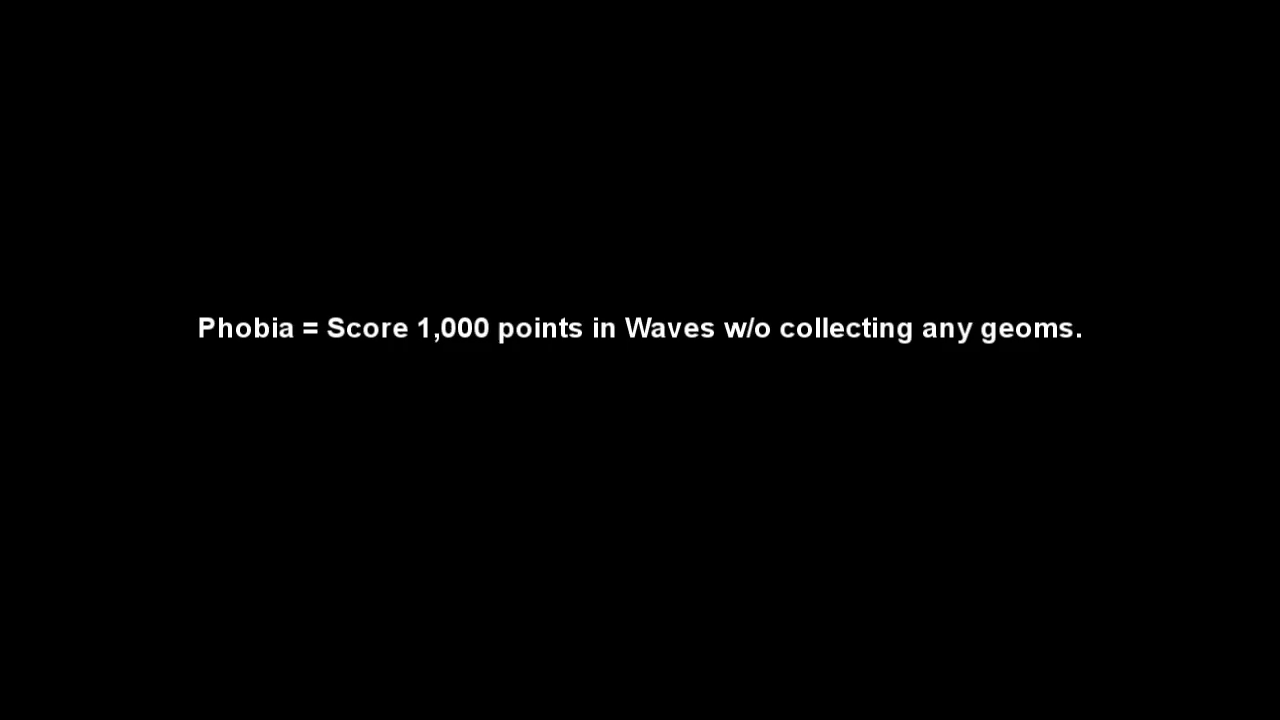 Phobia = Score 1,000 points in Waves w/o collecting any geoms.